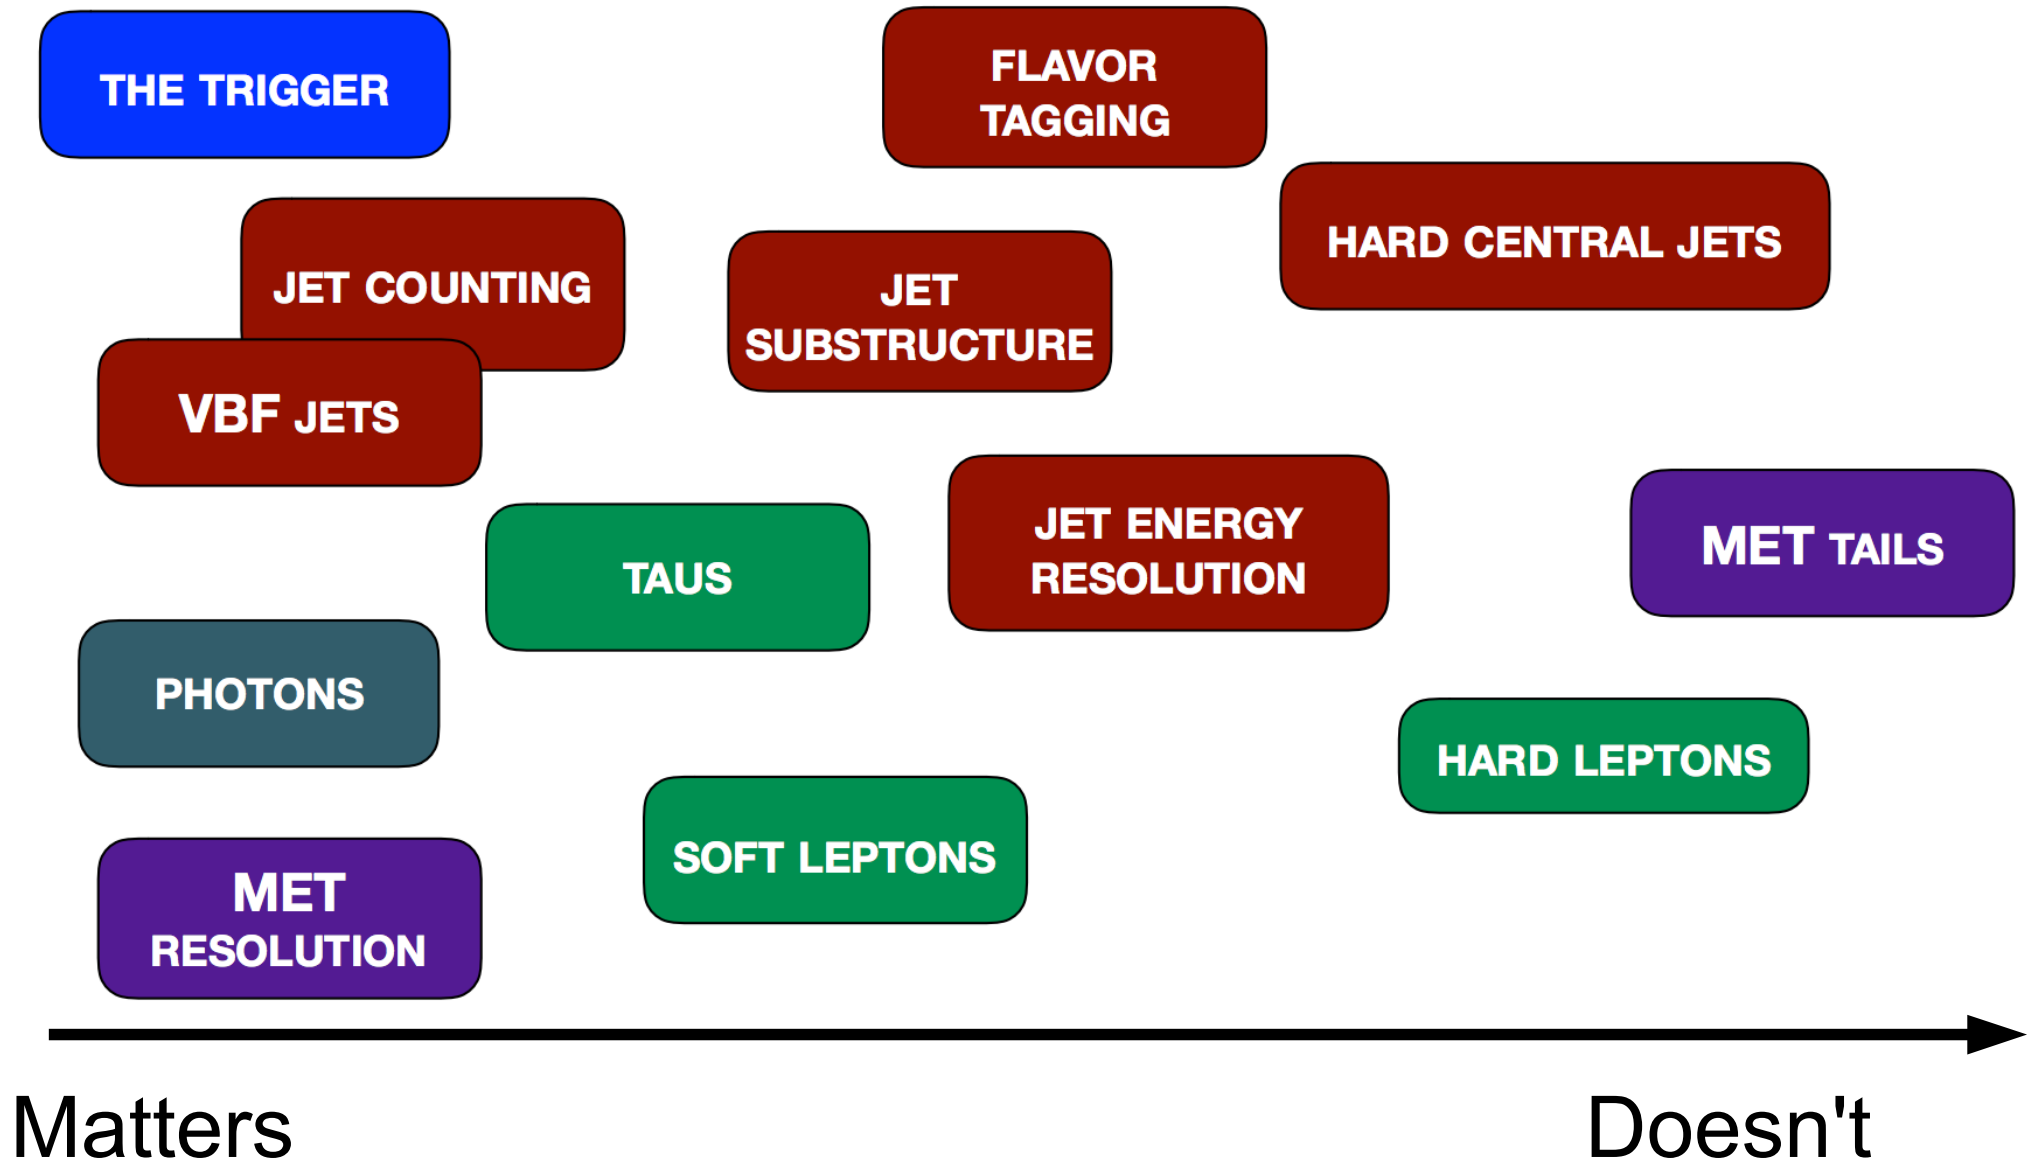 THE TRIGGER
FLAVOR
TAGGING
HARD CENTRAL JETS
JET COUNTING
JET
SUBSTRUCTURE
VBF JETS
JET ENERGY
RESOLUTION
MET TAILS
TAUS
PHOTONS
HARD LEPTONS
SOFT LEPTONS
MET
RESOLUTION
Matters
Doesn't